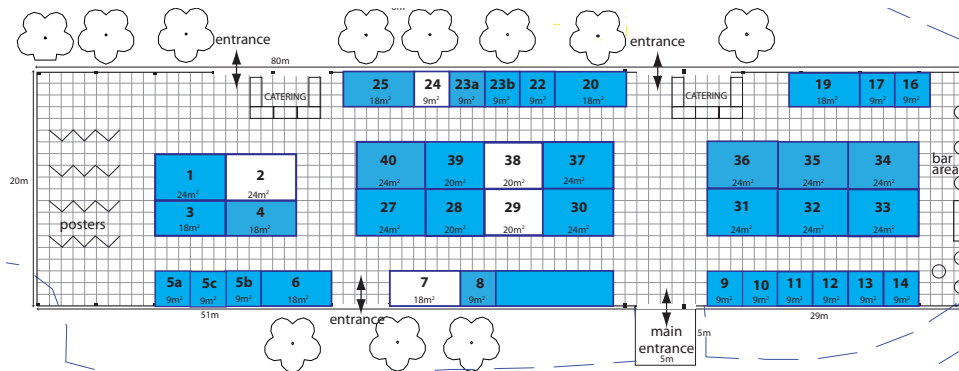 entrance
80m
entrance
CATERING
25
18m²
24
9m²
23a
9m²
23b
9m²
22
9m²
20
18m²
CATERING
19
18m²
17
9m²
16
9m²
20m
posters
1
24m²
2
24m²
3
18m²
4
18m²
40
24m²
39
20m²
38
20m²
37
24m²
27
24m²
28
20m²
29
20m²
30
24m²
36
24m²
35
24m²
34
24m²
31
24m²
32
24m²
33
24m²
bar
area
5a
9m²
5c
9m²
5b
9m²
6
18m²
7
18m²
8
9m²
9
9m²
10
9m²
11
9m²
12
9m²
13
9m²
14
9m²
51m
entrance
main
entrance
5m
5m
29m